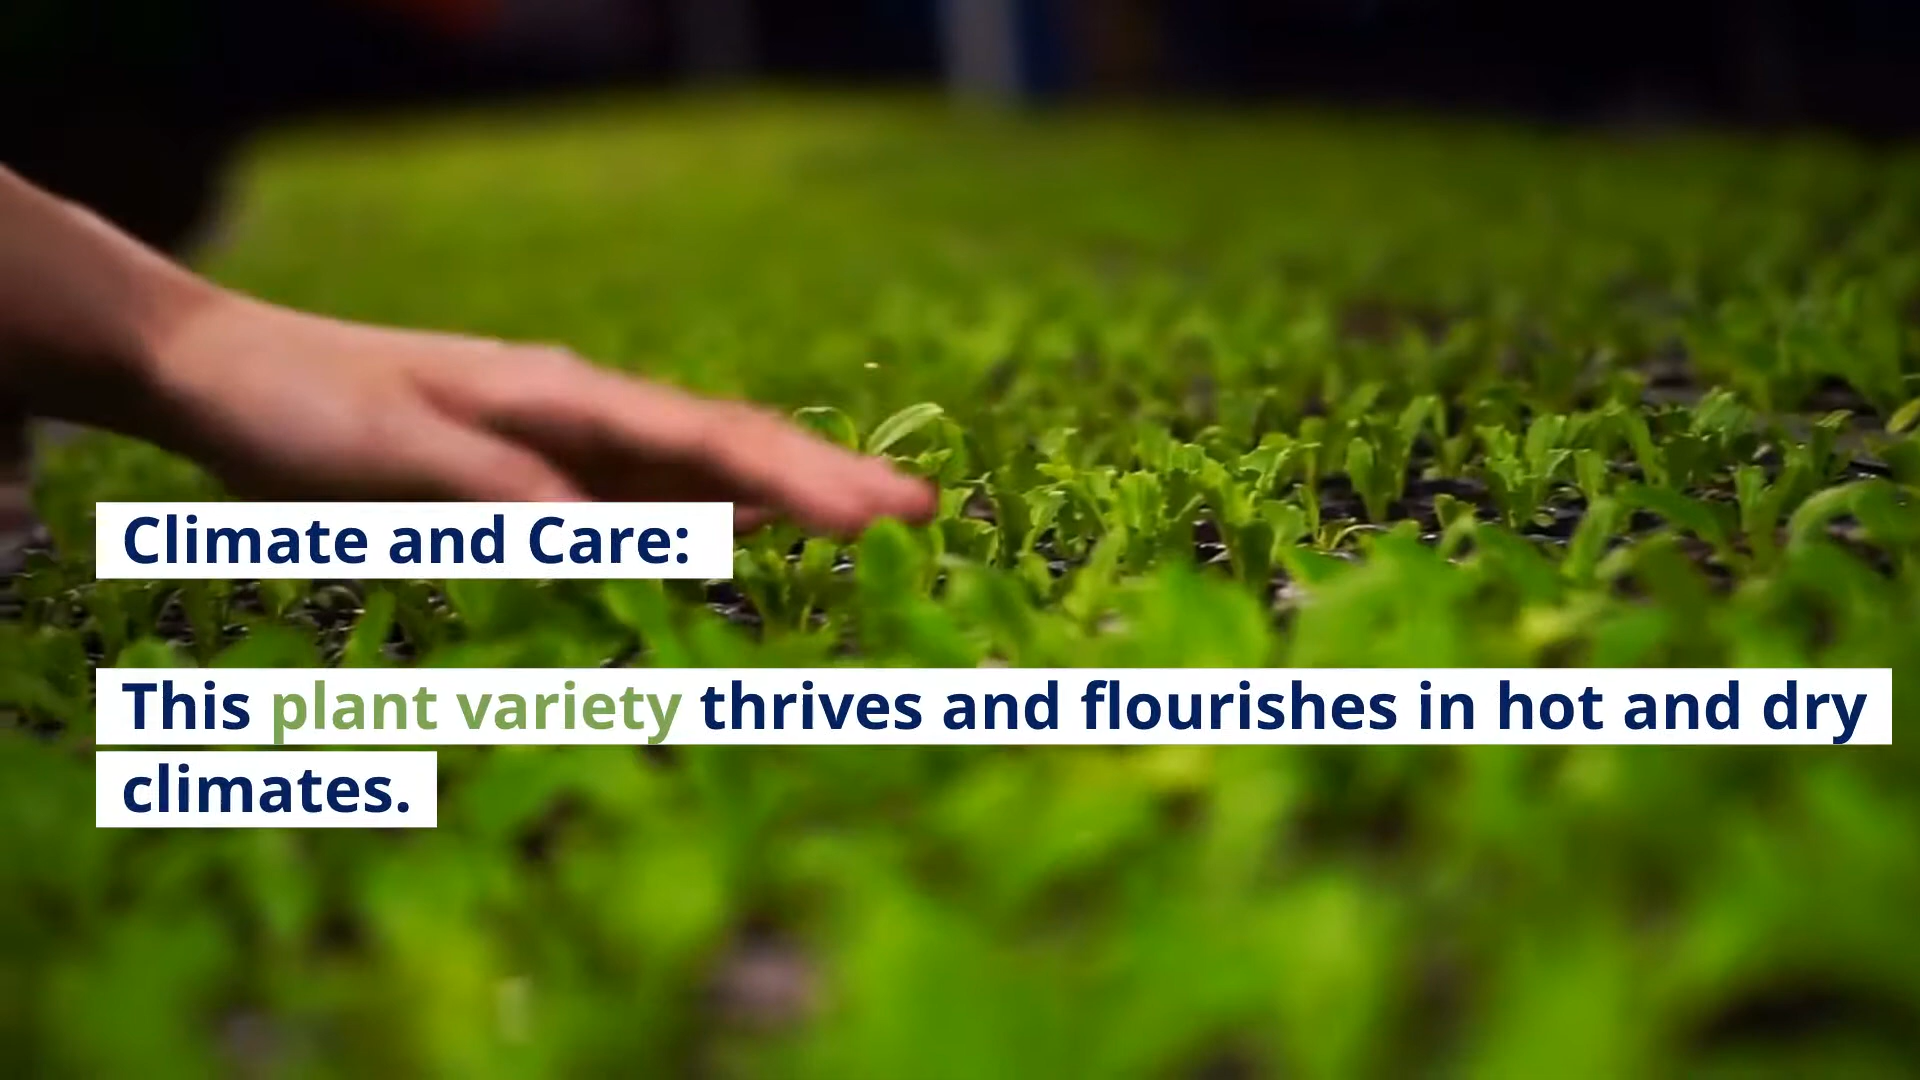 Climate and Care:
This plant variety thrives and flourishes in hot and dry
climates.